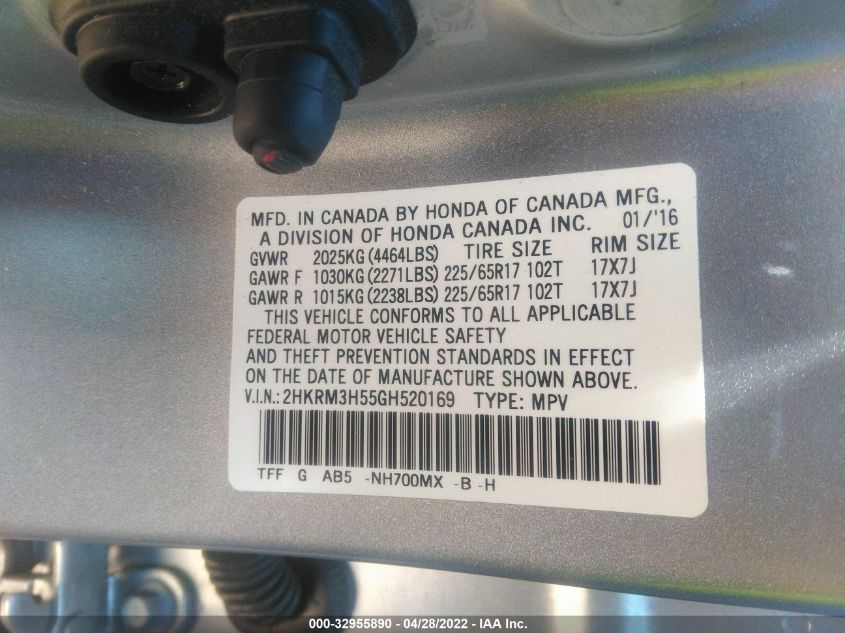 MFD. IN CANADA BY HONDA OF CANADA MFG.,
A DIVISION OF HONDA CANADA INC. 01/'16
GVWR 2025KG (4464LBS) TIRE SIZE RIM SIZE
GAWR F 1030KG (2271LBS) 225/65R17 102T 17X7J
GAWR R 1015KG (2238LBS) 225/65R17 102T 17X7J
THIS VEHICLE CONFORMS TO ALL APPLICABLE
FEDERAL MOTOR VEHICLE SAFETY
AND THEFT PREVENTION STANDARDS IN EFFECT
ON THE DATE OF MANUFACTURE SHOWN ABOVE.
V.I.N.: 2HKRM3H55GH520169 TYPE: MPV
TFF G AB5 -NH700MX -B -H
000-32955890 - 04/28/2022 - IAA Inc.